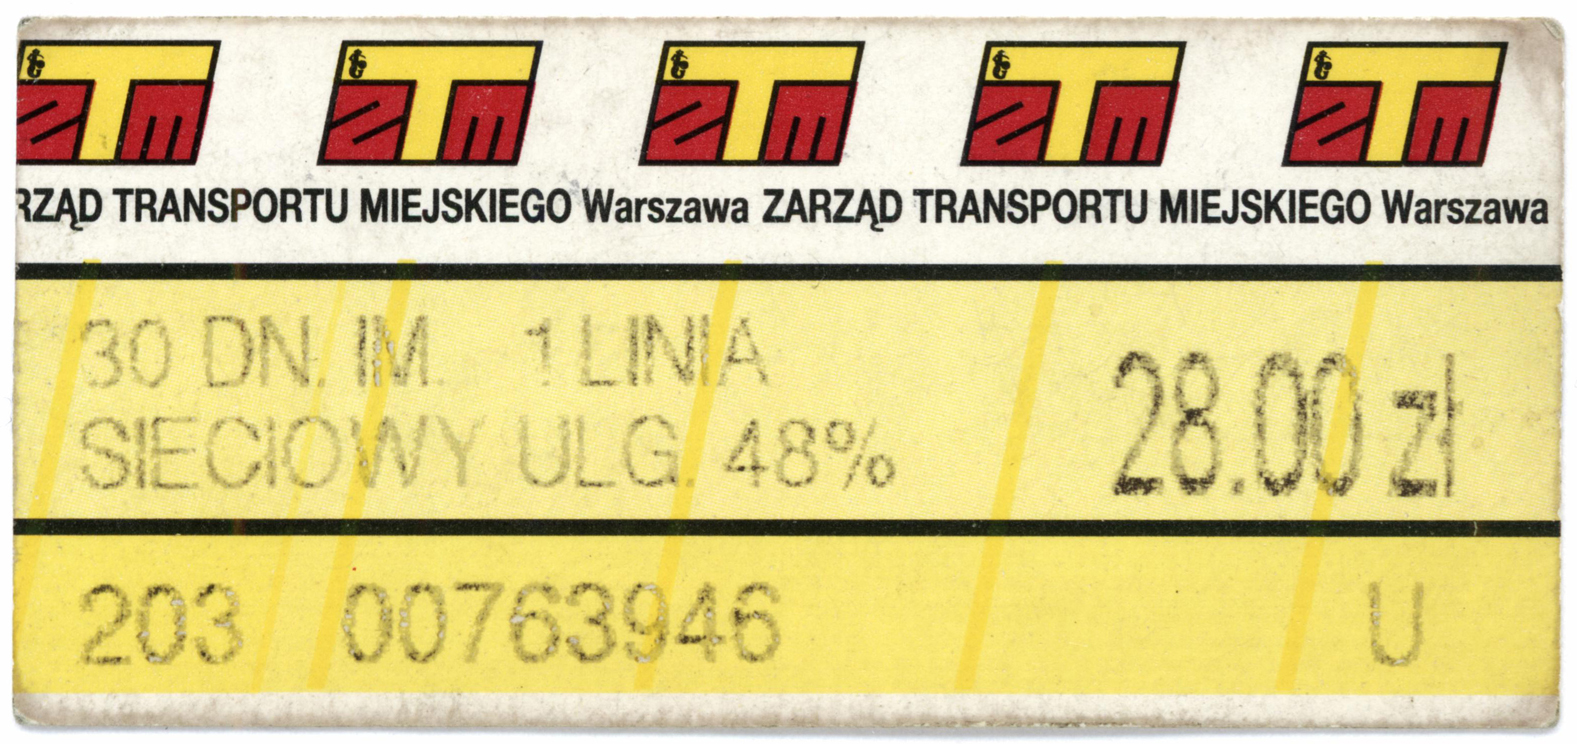 ZTM ZTM ZTM ZTM ZTM
RZĄD TRANSPORTU MIEJSKIEGO Warszawa ZARZĄD TRANSPORTU MIEJSKIEGO Warszawa
30 DN. IM. 1 LINIA
SIECIOWY ULG. 48%
28.00 zł
203 00763946 U